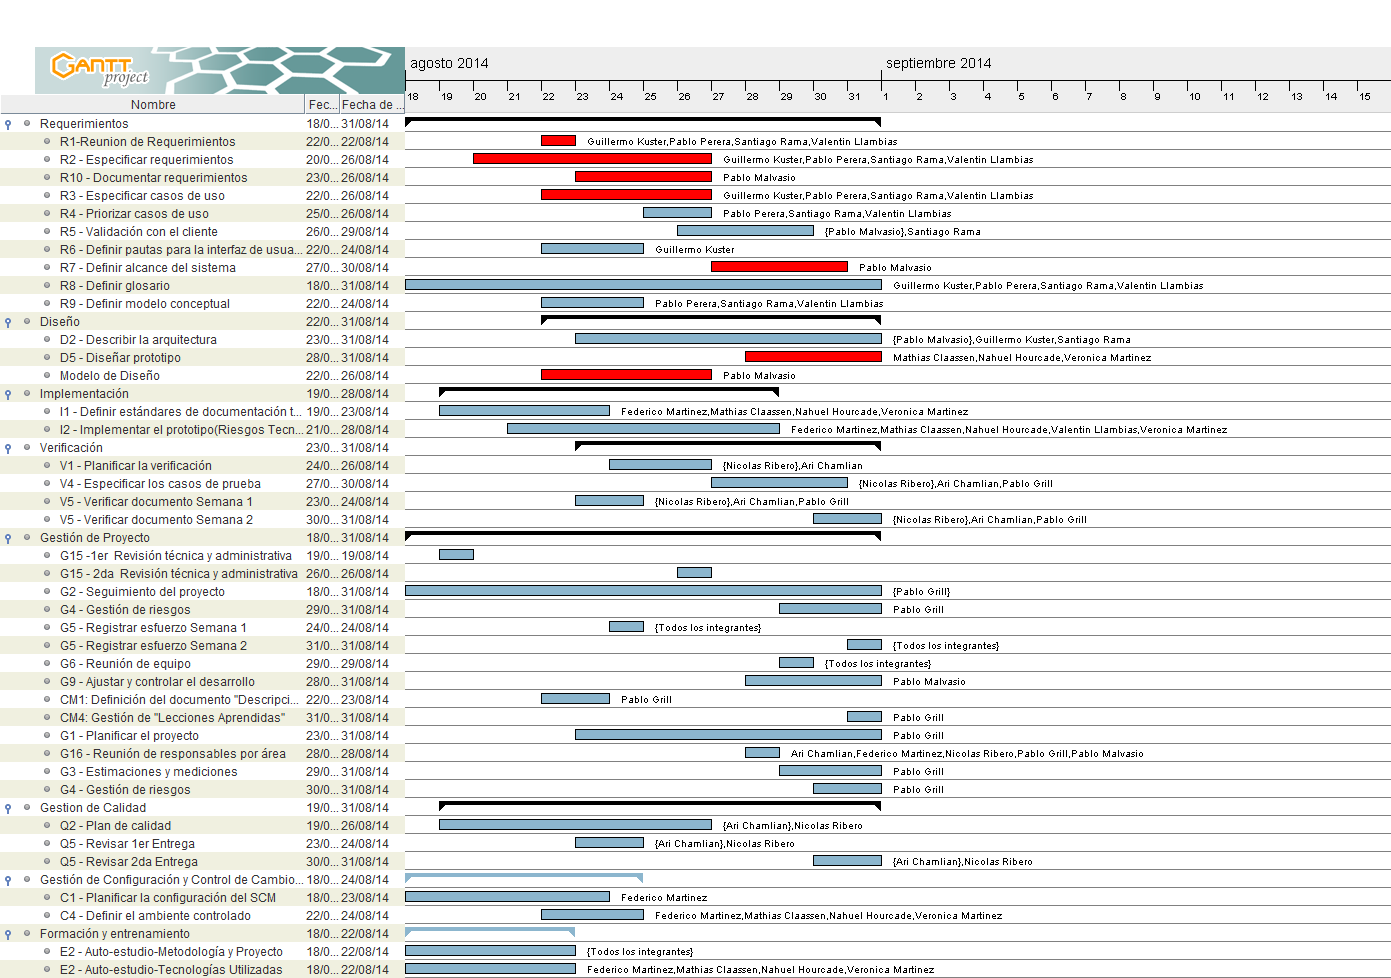 GANTT
project
agosto 2014
septiembre 2014
Nombre Fec... Fecha de ...
18 19 20 21 22 23 24 25 26 27 28 29 30 31 1 2 3 4 5 6 7 8 9 10 11 12 13 14 15
Requerimientos 18/0... 31/08/14
R1-Reunion de Requerimientos 22/0... 22/08/14 Guillermo Kuster,Pablo Perera,Santiago Rama,Valentin Llambias
R2 - Especificar requerimientos 20/0... 26/08/14 Guillermo Kuster,Pablo Perera,Santiago Rama,Valentin Llambias
R10 - Documentar requerimientos 23/0... 26/08/14 Pablo Malvasio
R3 - Especificar casos de uso 22/0... 26/08/14 Guillermo Kuster,Pablo Perera,Santiago Rama,Valentin Llambias
R4 - Priorizar casos de uso 25/0... 26/08/14 Pablo Perera,Santiago Rama,Valentin Llambias
R5 - Validación con el cliente 26/0... 29/08/14 {Pablo Malvasio},Santiago Rama
R6 - Definir pautas para la interfaz de usua... 22/0... 24/08/14 Guillermo Kuster
R7 - Definir alcance del sistema 27/0... 30/08/14 Pablo Malvasio
R8 - Definir glosario 18/0... 31/08/14 Guillermo Kuster,Pablo Perera,Santiago Rama,Valentin Llambias
R9 - Definir modelo conceptual 22/0... 24/08/14 Pablo Perera,Santiago Rama,Valentin Llambias
Diseño 22/0... 31/08/14
D2 - Describir la arquitectura 23/0... 31/08/14 {Pablo Malvasio},Guillermo Kuster,Santiago Rama
D5 - Diseñar prototipo 28/0... 31/08/14 Mathias Claassen,Nahuel Hourcade,Veronica Martinez
Modelo de Diseño 22/0... 26/08/14 Pablo Malvasio
Implementación 19/0... 28/08/14
I1 - Definir estándares de documentación t... 19/0... 23/08/14 Federico Martinez,Mathias Claassen,Nahuel Hourcade,Veronica Martinez
I2 - Implementar el prototipo(Riesgos Tecn... 21/0... 28/08/14 Federico Martinez,Mathias Claassen,Nahuel Hourcade,Valentin Llambias,Veronica Martinez
Verificación 23/0... 31/08/14
V1 - Planificar la verificación 24/0... 26/08/14 {Nicolas Ribero},Ari Chamlian
V4 - Especificar los casos de prueba 27/0... 30/08/14 {Nicolas Ribero},Ari Chamlian,Pablo Grill
V5 - Verificar documento Semana 1 23/0... 24/08/14 {Nicolas Ribero},Ari Chamlian,Pablo Grill
V5 - Verificar documento Semana 2 30/0... 31/08/14 {Nicolas Ribero},Ari Chamlian,Pablo Grill
Gestión de Proyecto 18/0... 31/08/14
G15 -1er Revisión técnica y administrativa 19/0... 19/08/14
G15 - 2da Revisión técnica y administrativa 26/0... 26/08/14
G2 - Seguimiento del proyecto 18/0... 31/08/14 {Pablo Grill}
G4 - Gestión de riesgos 29/0... 31/08/14 Pablo Grill
G5 - Registrar esfuerzo Semana 1 24/0... 24/08/14 {Todos los integrantes}
G5 - Registrar esfuerzo Semana 2 31/0... 31/08/14 {Todos los integrantes}
G6 - Reunión de equipo 29/0... 29/08/14 {Todos los integrantes}
G9 - Ajustar y controlar el desarrollo 28/0... 31/08/14 Pablo Malvasio
CM1: Definición del documento "Descripci... 22/0... 23/08/14 Pablo Grill
CM4: Gestión de "Lecciones Aprendidas" 31/0... 31/08/14 Pablo Grill
G1 - Planificar el proyecto 23/0... 31/08/14 Pablo Grill
G16 - Reunión de responsables por área 28/0... 28/08/14 Ari Chamlian,Federico Martinez,Nicolas Ribero,Pablo Grill,Pablo Malvasio
G3 - Estimaciones y mediciones 29/0... 31/08/14 Pablo Grill
G4 - Gestión de riesgos 30/0... 31/08/14 Pablo Grill
Gestion de Calidad 19/0... 31/08/14
Q2 - Plan de calidad 19/0... 26/08/14 {Ari Chamlian},Nicolas Ribero
Q5 - Revisar 1er Entrega 23/0... 24/08/14 {Ari Chamlian},Nicolas Ribero
Q5 - Revisar 2da Entrega 30/0... 31/08/14 {Ari Chamlian},Nicolas Ribero
Gestión de Configuración y Control de Cambio... 18/0... 24/08/14
C1 - Planificar la configuración del SCM 18/0... 23/08/14 Federico Martinez
C4 - Definir el ambiente controlado 22/0... 24/08/14 Federico Martinez,Mathias Claassen,Nahuel Hourcade,Veronica Martinez
Formación y entrenamiento 18/0... 22/08/14
E2 - Auto-estudio-Metodología y Proyecto 18/0... 22/08/14 {Todos los integrantes}
E2 - Auto-estudio-Tecnologías Utilizadas 18/0... 22/08/14 Federico Martinez,Mathias Claassen,Nahuel Hourcade,Veronica Martinez